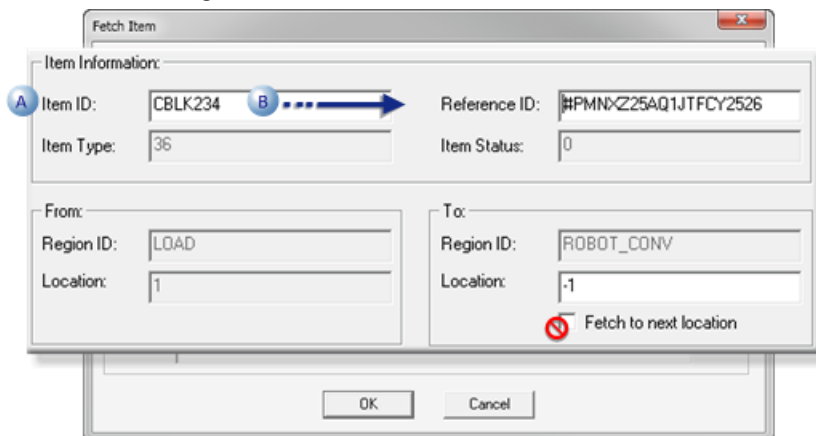 Fetch Item
Item Information:
A Item ID: CBLK234 B Reference ID: #PMNXZ25AQ1JTFCY2526
Item Type: 36 Item Status: 0
From: To:
Region ID: LOAD Region ID: ROBOT_CONV
Location: 1 Location: -1
Fetch to next location
OK Cancel